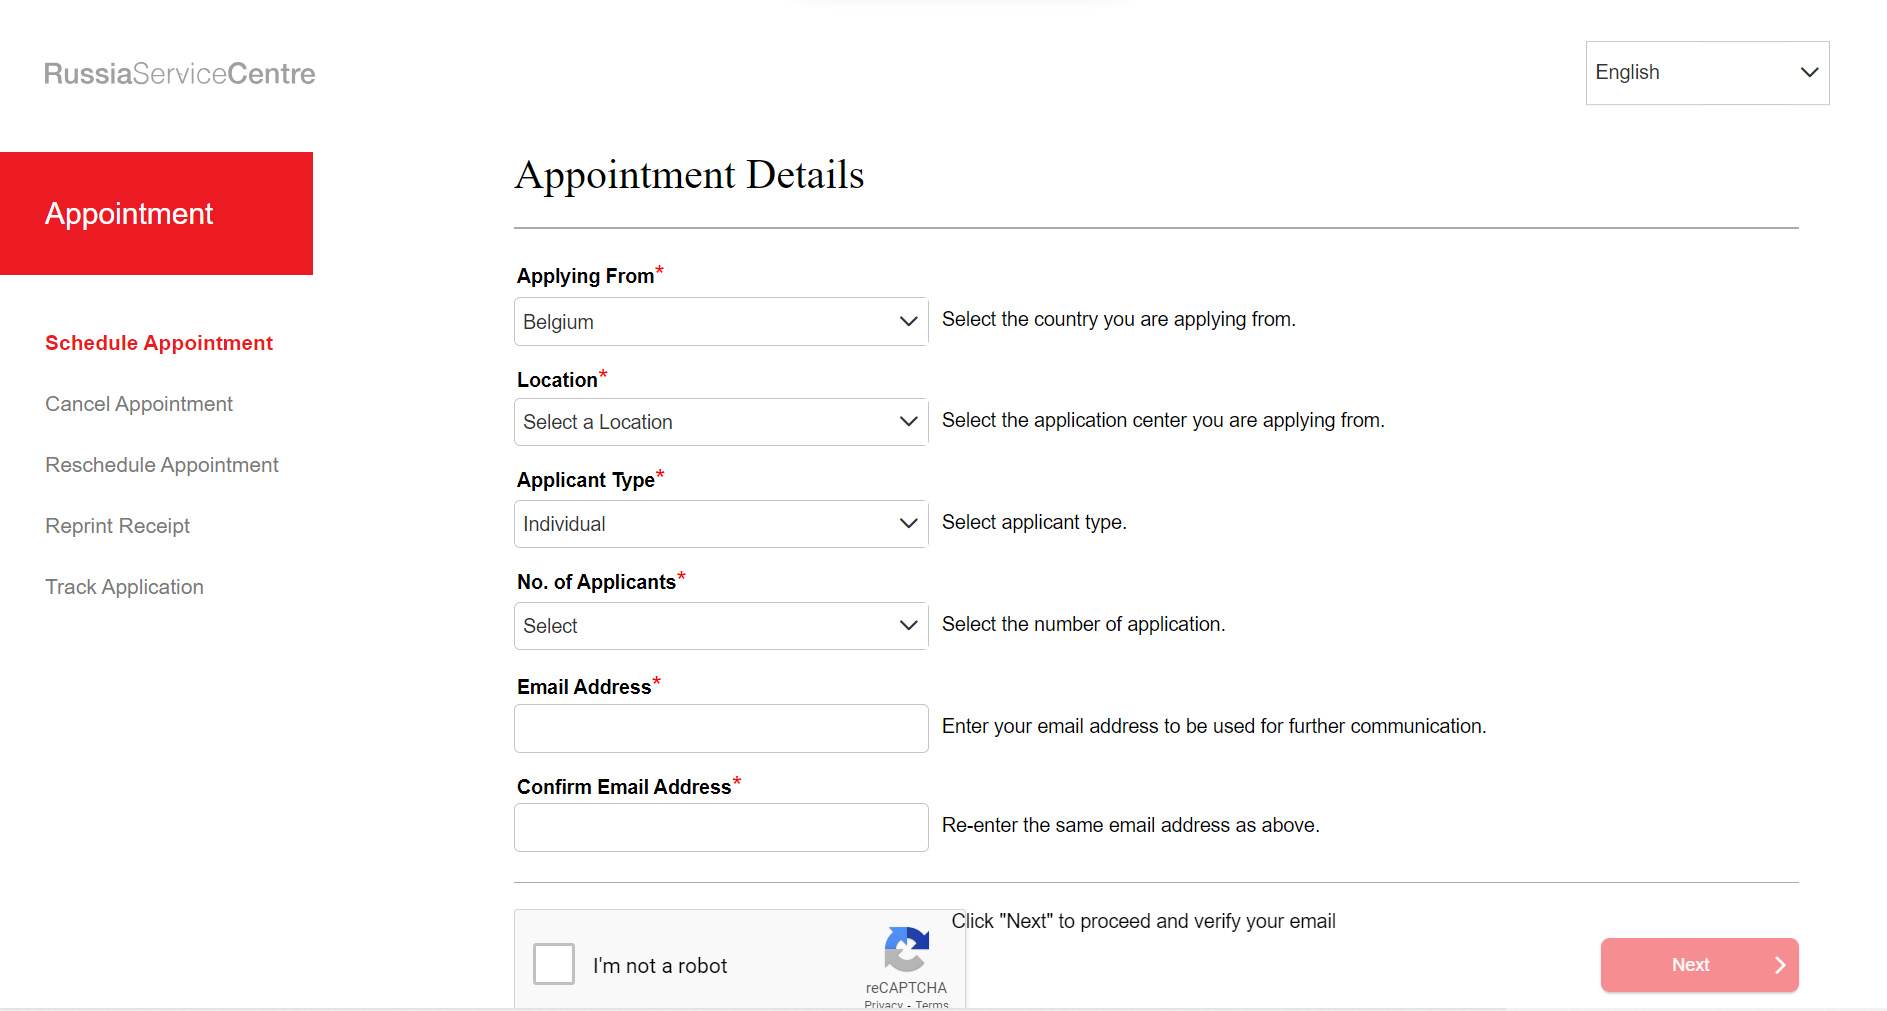 RussiaServiceCentre
English
Appointment
Schedule Appointment
Cancel Appointment
Reschedule Appointment
Reprint Receipt
Track Application
Appointment Details
Applying From*
Belgium
Select the country you are applying from.
Location*
Select a Location
Select the application center you are applying from.
Applicant Type*
Individual
Select applicant type.
No. of Applicants*
Select
Select the number of application.
Email Address*
Enter your email address to be used for further communication.
Confirm Email Address*
Re-enter the same email address as above.
I'm not a robot
reCAPTCHA
Privacy - Terms
Click "Next" to proceed and verify your email
Next